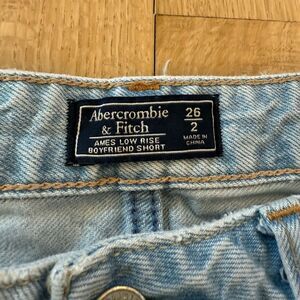 Abercrombie
& Fitch
AMES LOW RISE
BOYFRIEND SHORT
26
2
MADE IN
CHINA